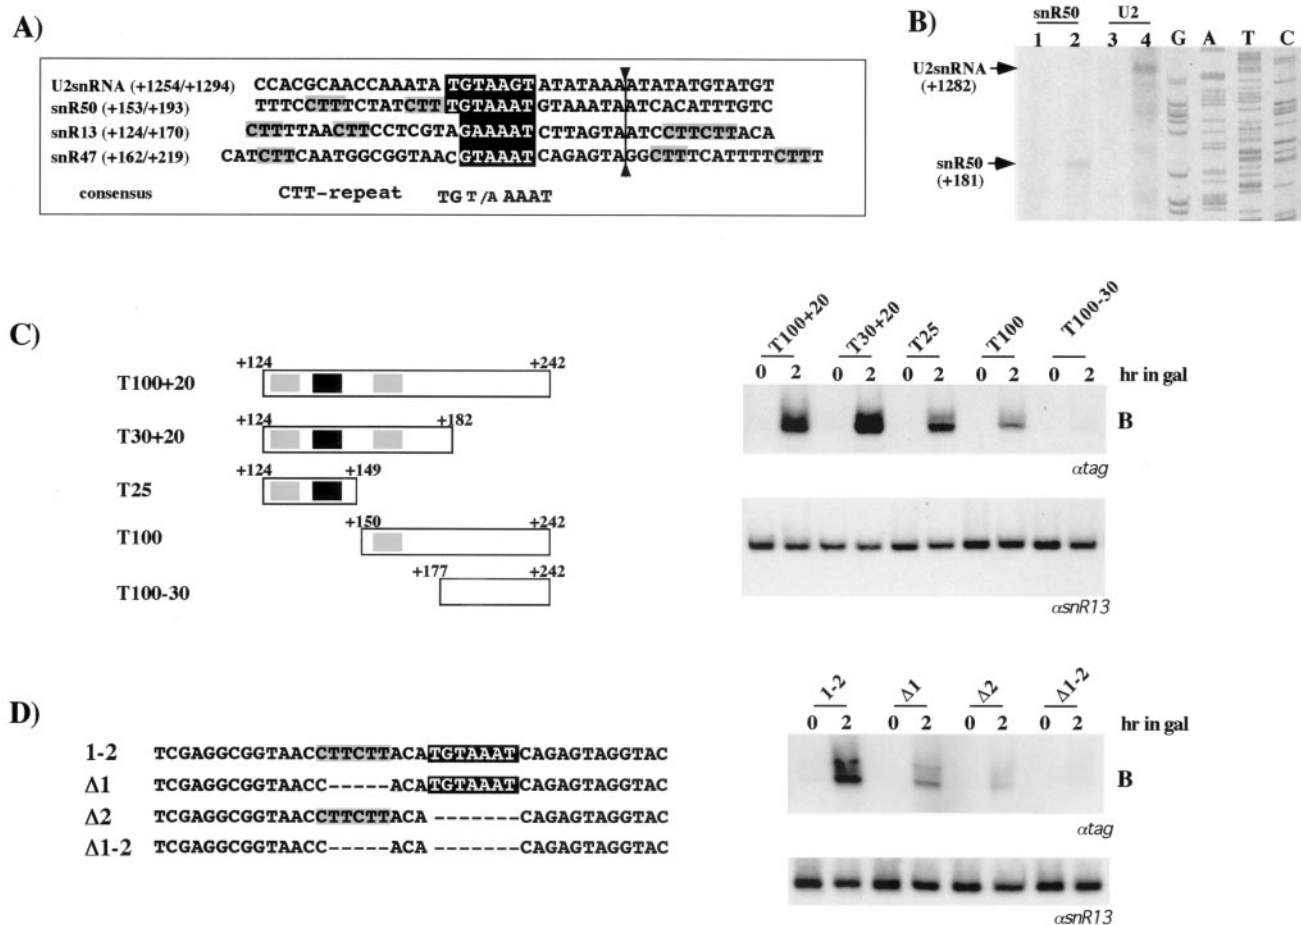 A)
U2snRNA (+1254/+1294) CCACGCAACCAAATA TGTAAGT ATATAAAATATATGTATGT
snR50 (+153/+193) TTTCCTTTCTATCTTTGTAAATGTAAATAATCACATTTGTC
snR13 (+124/+170) CTTTTAACTTCCTCGTAGAAAATCTTAGTAATCCTTCTTACA
snR47 (+162/+219) CATCTTCAATGGCGGTAACGTAAATCAGAGTAGGCTTTCATTTTCTTT
consensus CTT-repeat TG T/A AAAT
B)
snR50 U2
1 2 3 4 G A T C
U2snRNA
(+1282)
snR50
(+181)
C)
T100+20 +124 +242
T30+20 +124 +182
T25 +124 +149
T100 +150 +242
T100-30 +177 +242
T100+20 T30+20 T25 T100 T100-30
0 2 0 2 0 2 0 2 0 2 hr in gal
B
αtag
αsnR13
D)
1-2 TCGAGGCGGTAACCTTCTTACATGTAAATCAGAGTAGGTAC
Δ1 TCGAGGCGGTAACC-----ACATGTAAATCAGAGTAGGTAC
Δ2 TCGAGGCGGTAACCTTCTTACA-------CAGAGTAGGTAC
Δ1-2 TCGAGGCGGTAACC-----ACA-------CAGAGTAGGTAC
1-2 Δ1 Δ2 Δ1-2
0 2 0 2 0 2 0 2 hr in gal
B
αtag
αsnR13